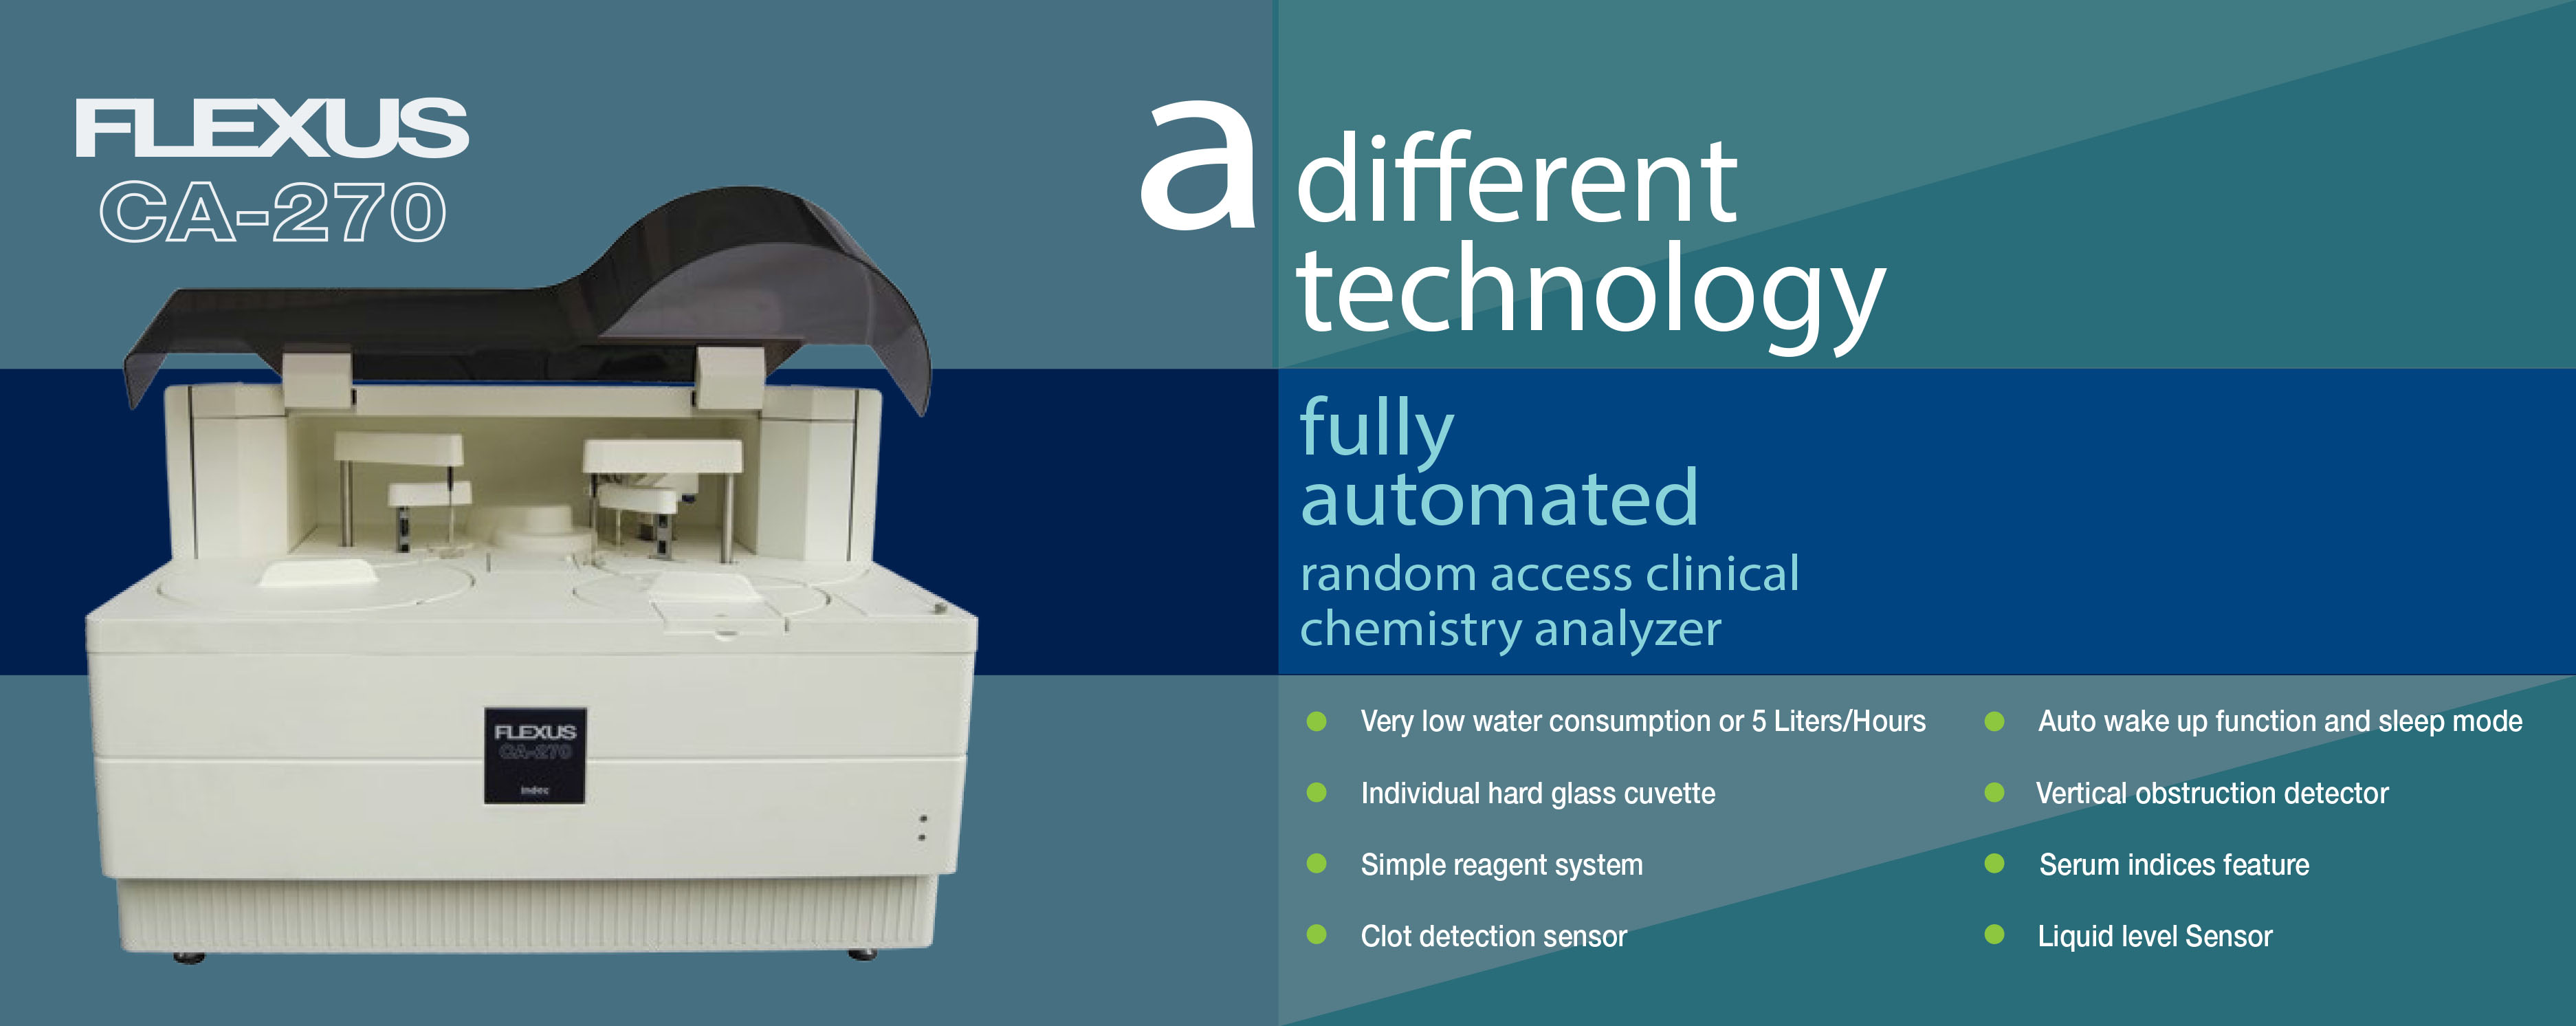 FLEXUS
CA-270
a different
technology
fully
automated
random access clinical
chemistry analyzer
Very low water consumption or 5 Liters/Hours
Individual hard glass cuvette
Simple reagent system
Clot detection sensor
Auto wake up function and sleep mode
Vertical obstruction detector
Serum indices feature
Liquid level Sensor
FLEXUS
CA-270
indec